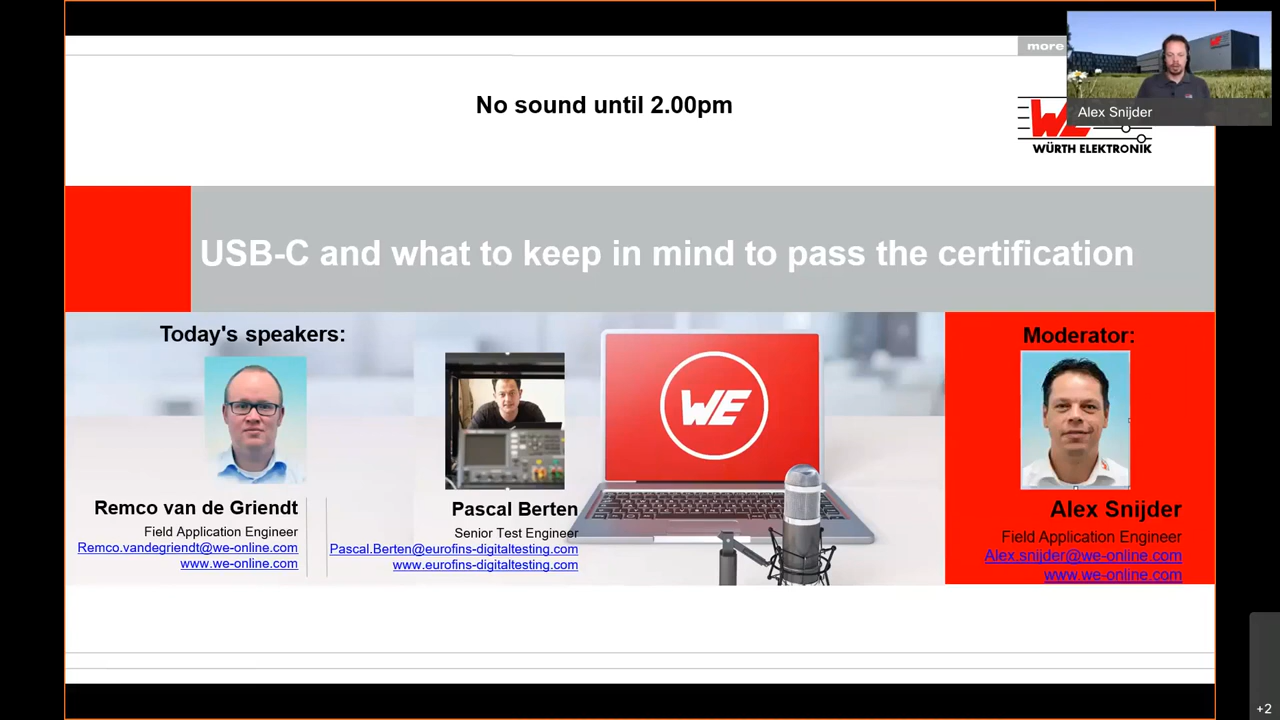 more
Alex Snijder
No sound until 2.00pm
WE
WÜRTH ELEKTRONIK
USB-C and what to keep in mind to pass the certification
Today's speakers:
Moderator:
WE
Remco van de Griendt
Field Application Engineer
Remco.vandegriendt@we-online.com
www.we-online.com
Pascal Berten
Senior Test Engineer
Pascal.Berten@eurofins-digitaltesting.com
www.eurofins-digitaltesting.com
Alex Snijder
Field Application Engineer
Alex.snijder@we-online.com
www.we-online.com
+2